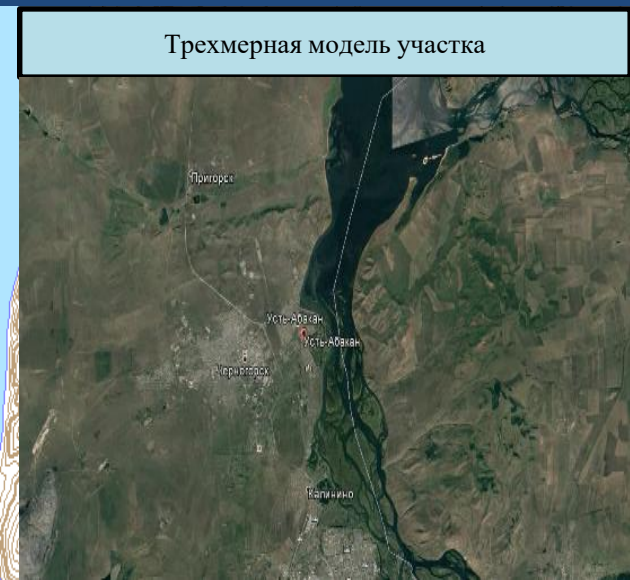 Трехмерная модель участка
Пригорск
Усть-Абакан
Усть-Абакан
Черногорск
Калинино